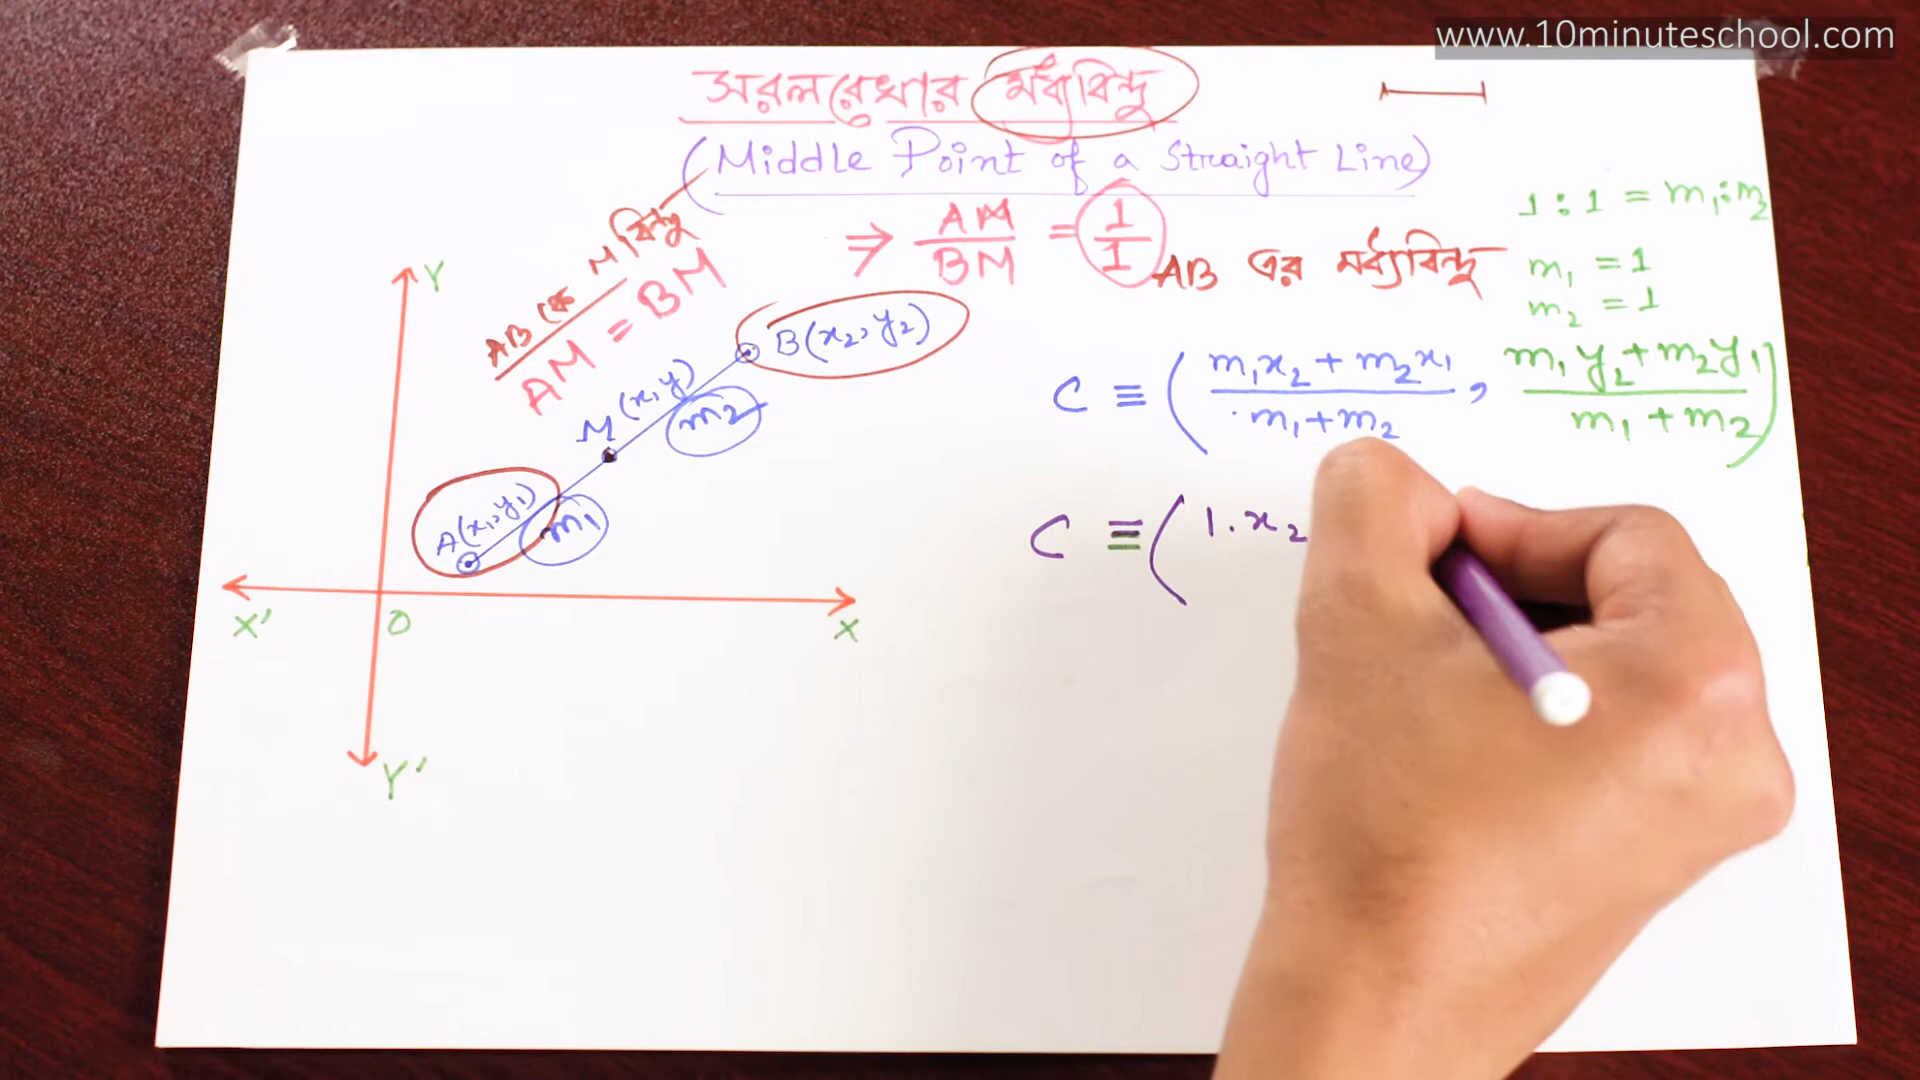 www.10minuteschool.com
সরলরেখার মধ্যবিন্দু
(Middle Point of a Straight Line)
AB কে M বিন্দু
AM = BM
⇒ AM/BM = 1/1
AB এর মধ্যবিন্দু
1:1 = m₁:m₂
m₁ = 1
m₂ = 1
Y
B(x₂, y₂)
M(x, y)
m₂
A(x₁, y₁)
m₁
X'
O
X
Y'
C ≡ ( m₁x₂ + m₂x₁ / m₁+m₂ , m₁y₂ + m₂y₁ / m₁ + m₂ )
C ≡ ( 1.x₂